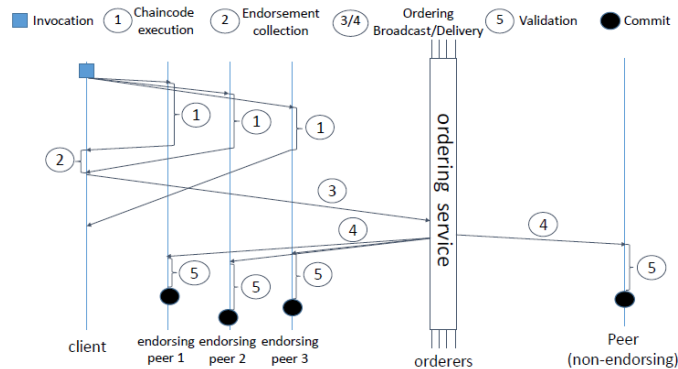 Invocation
1
Chaincode
execution
2
Endorsement
collection
3/4
Ordering
Broadcast/Delivery
5
Validation
Commit
1
1
1
2
3
4
4
5
5
5
5
ordering service
client
endorsing
peer 1
endorsing
peer 2
endorsing
peer 3
orderers
Peer
(non-endorsing)